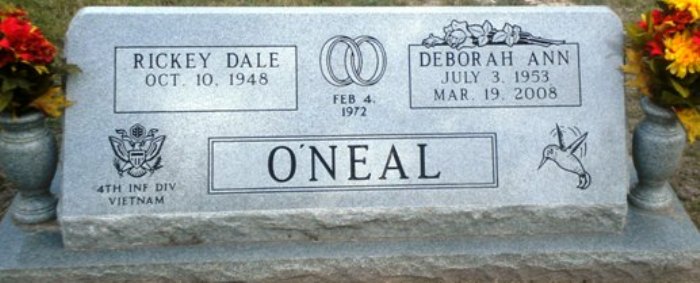 RICKEY DALE
OCT. 10, 1948
FEB 4,
1972
DEBORAH ANN
JULY 3, 1953
MAR. 19, 2008
4TH INF DIV
VIETNAM
O'NEAL